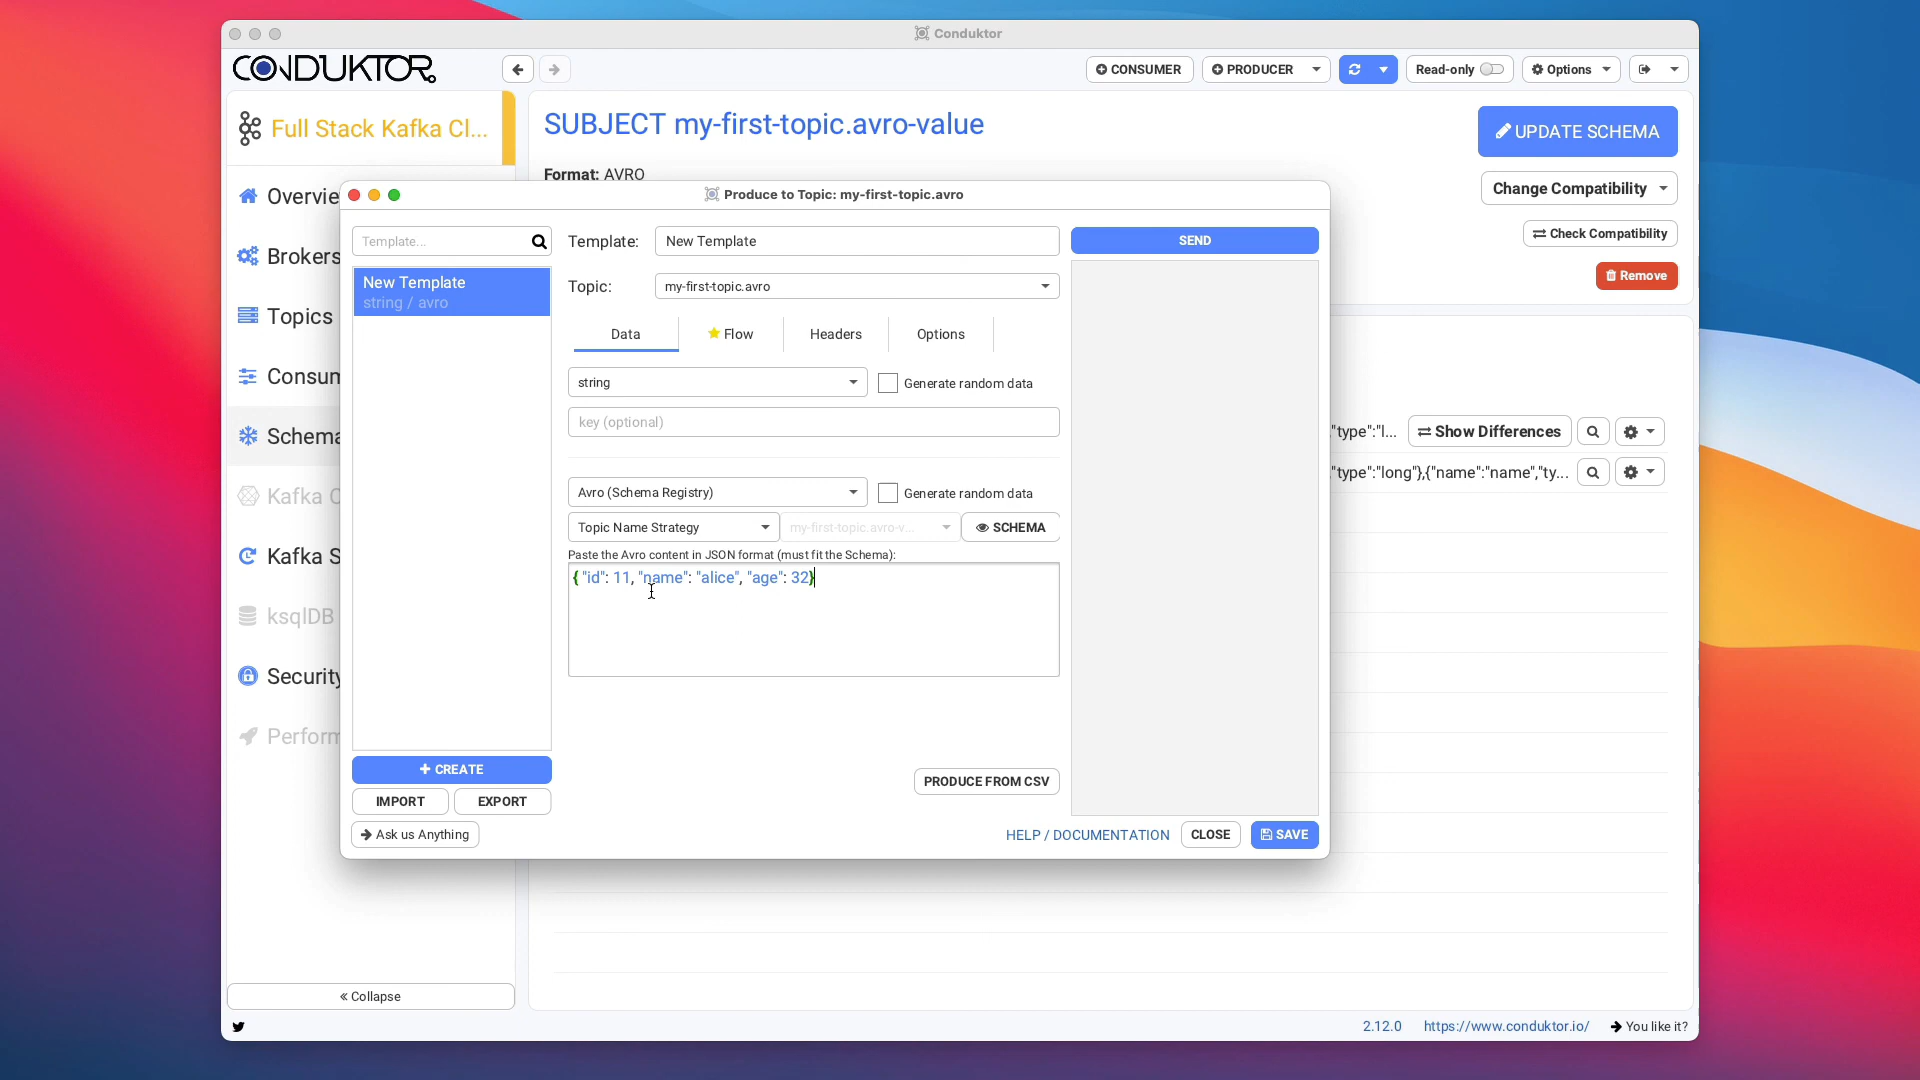 Conduktor
CONDUKTOR
CONSUMER
PRODUCER
Read-only
Options
Full Stack Kafka Cl...
SUBJECT my-first-topic.avro-value
UPDATE SCHEMA
Format: AVRO
Change Compatibility
Check Compatibility
Remove
Overvie
Brokers
Topics
Consum
Schema
Kafka C
Kafka S
ksqlDB
Security
Perform
Produce to Topic: my-first-topic.avro
Template...
New Template
string / avro
Template:
New Template
SEND
Topic:
my-first-topic.avro
Data
Flow
Headers
Options
string
Generate random data
key (optional)
Avro (Schema Registry)
Generate random data
Topic Name Strategy
my-first-topic.avro-v...
SCHEMA
Paste the Avro content in JSON format (must fit the Schema):
{ "id": 11, "name": "alice", "age": 32}
PRODUCE FROM CSV
+ CREATE
IMPORT
EXPORT
Ask us Anything
HELP / DOCUMENTATION
CLOSE
SAVE
"type":"l...
Show Differences
"type":"long"},{"name":"name","ty...
« Collapse
2.12.0
https://www.conduktor.io/
You like it?